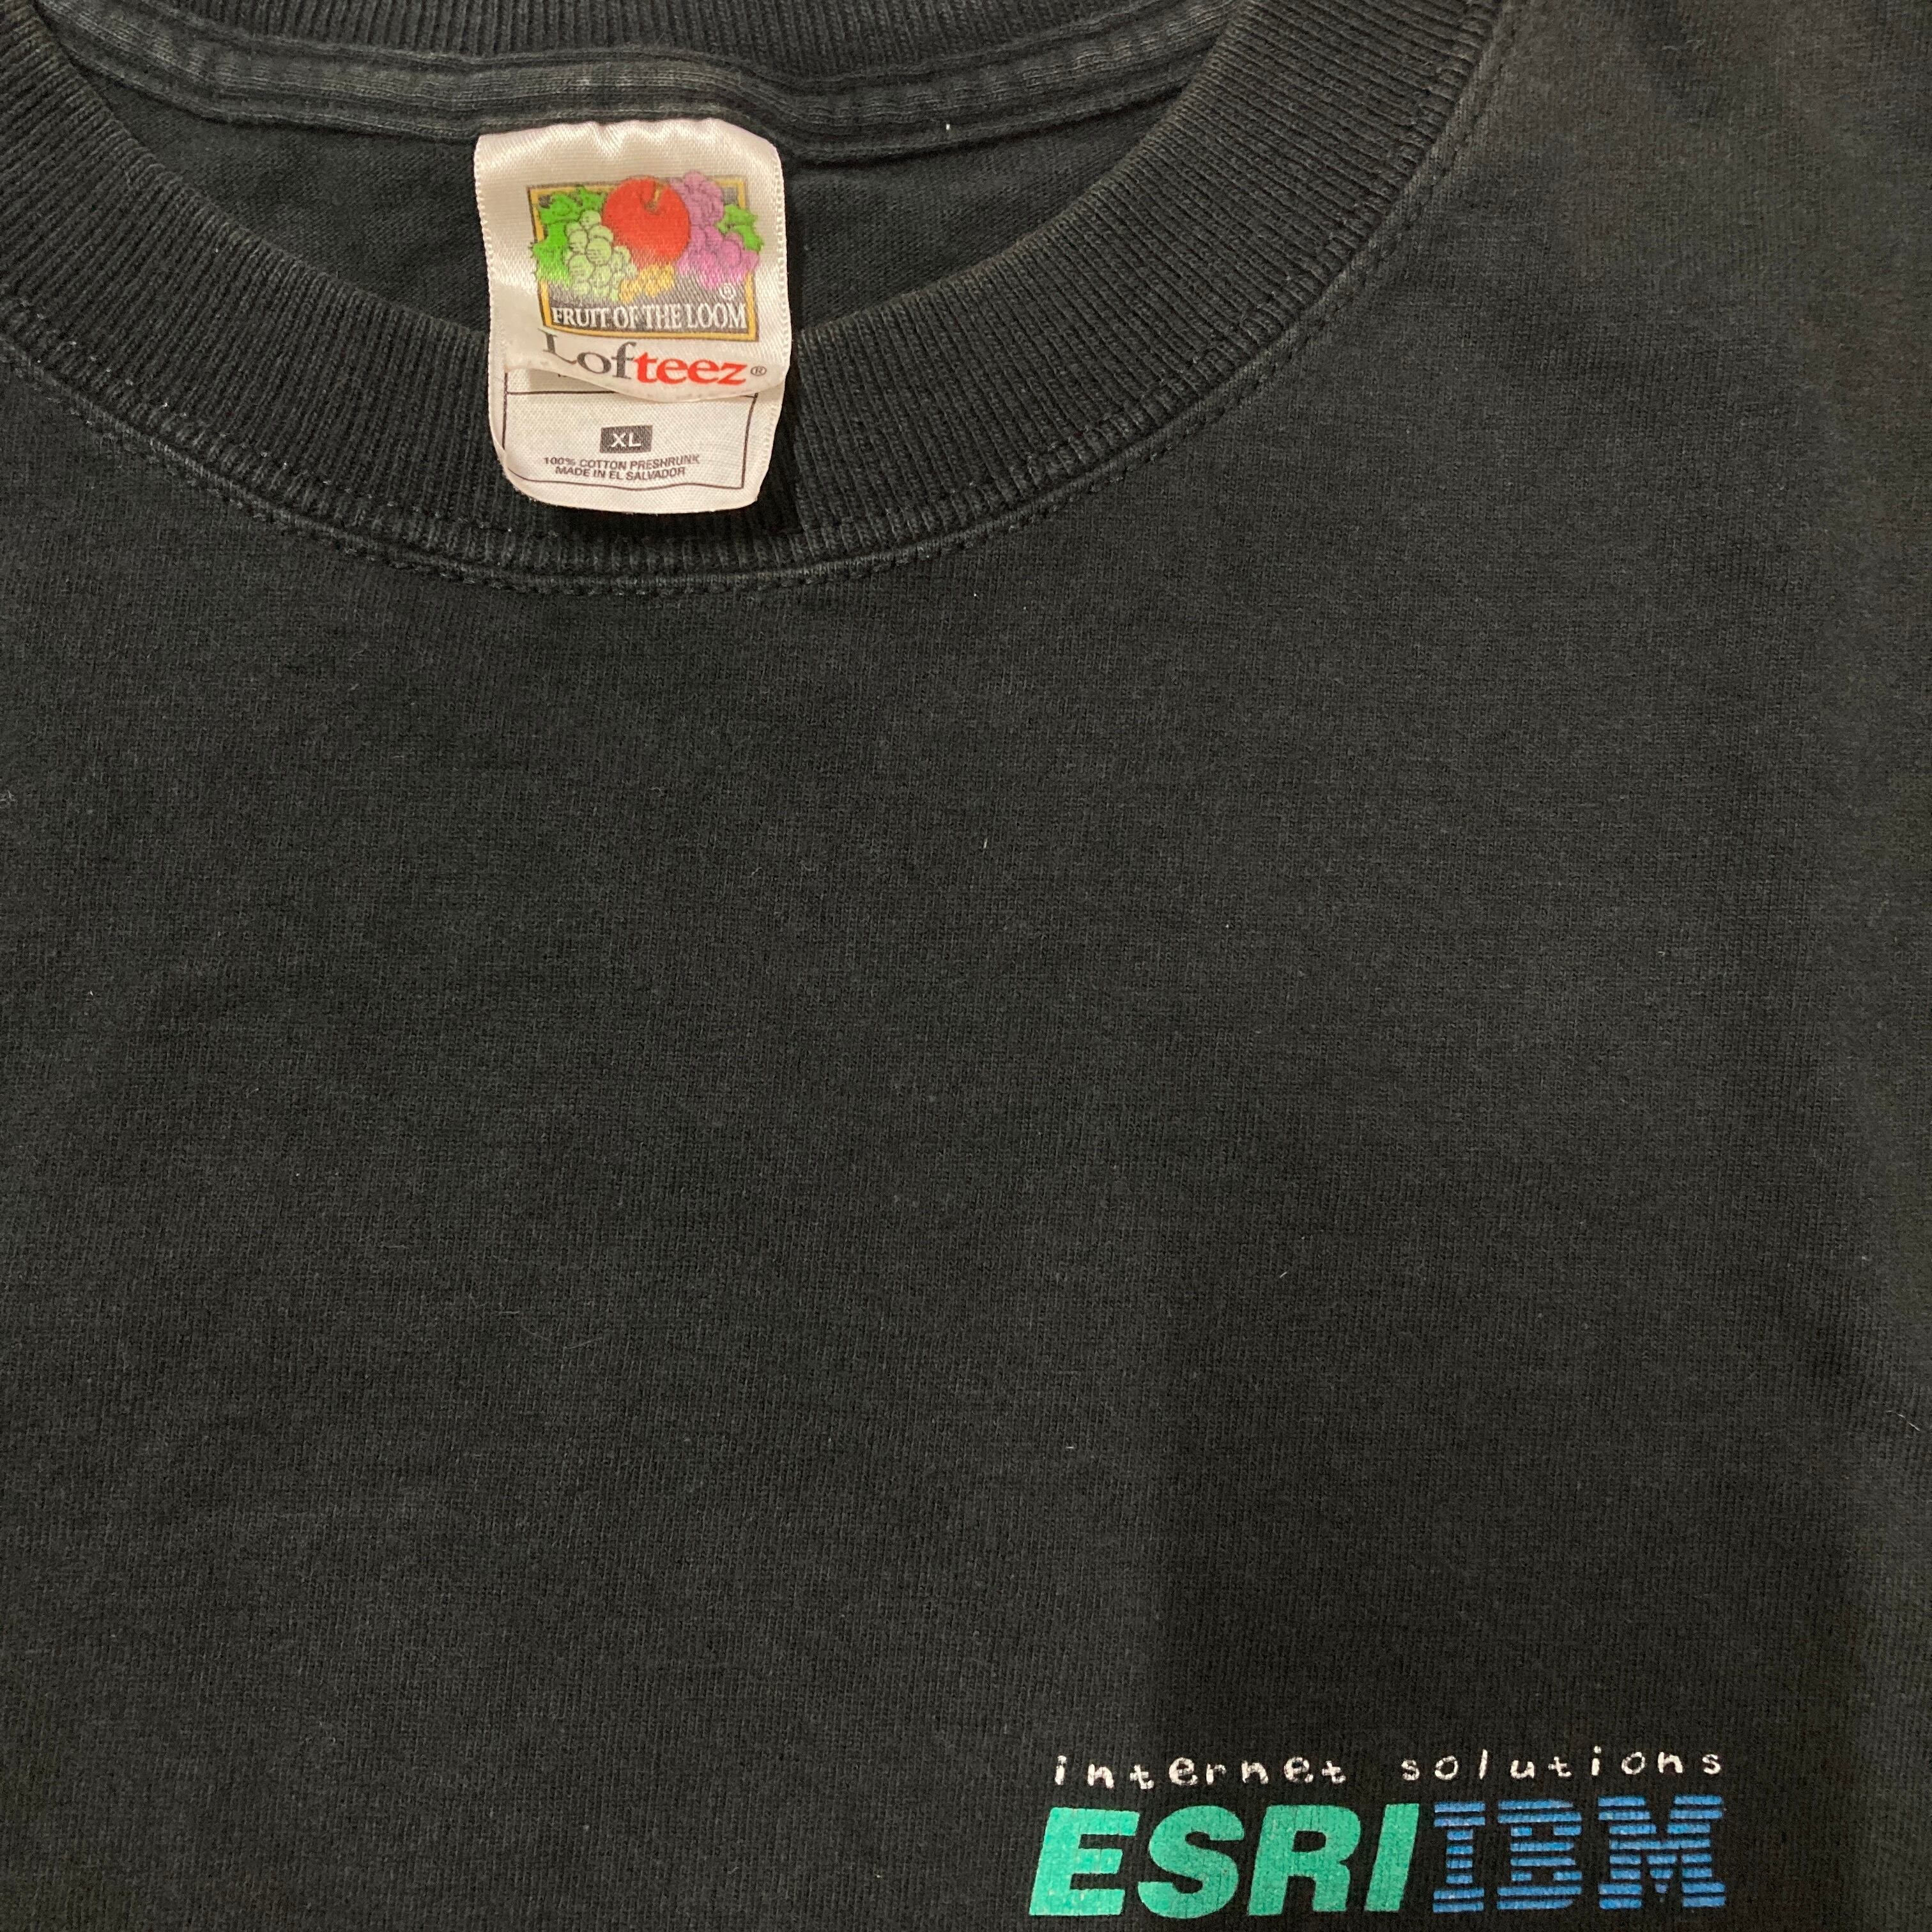 ®
FRUIT OF THE LOOM
Lofteez®
XL
100% COTTON PRESHRUNK
MADE IN EL SALVADOR
internet solutions
ESRI IBM